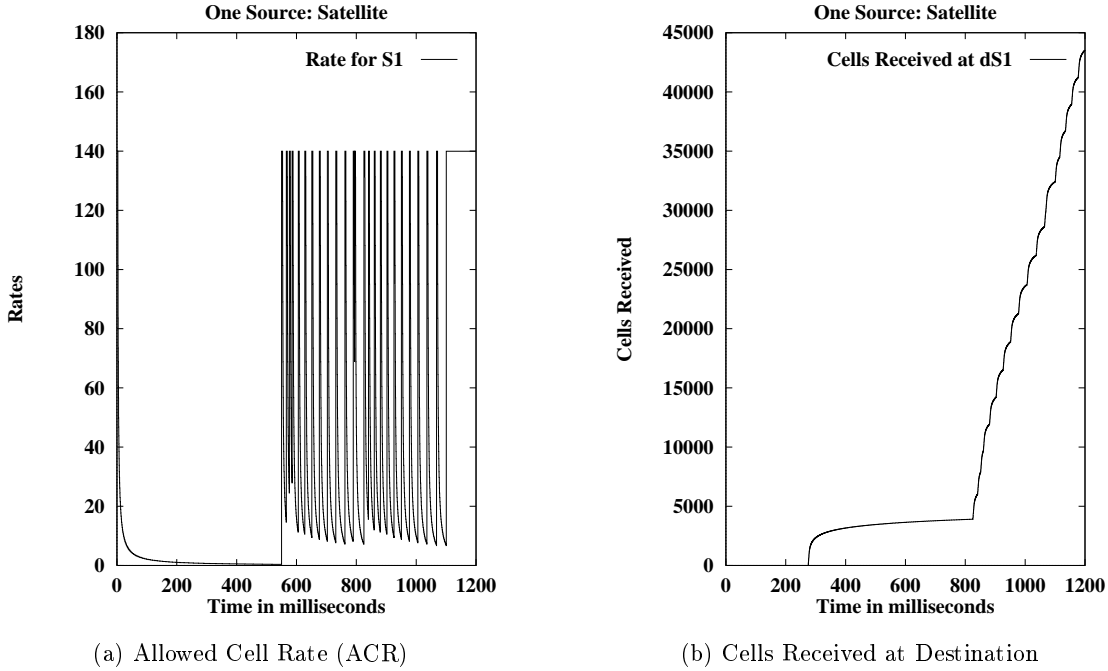 One Source: Satellite
180
160
140
120
100
80
60
40
20
0
Rates
Rate for S1
0 200 400 600 800 1000 1200
Time in milliseconds
(a) Allowed Cell Rate (ACR)
One Source: Satellite
45000
40000
35000
30000
25000
20000
15000
10000
5000
0
Cells Received
Cells Received at dS1
0 200 400 600 800 1000 1200
Time in milliseconds
(b) Cells Received at Destination